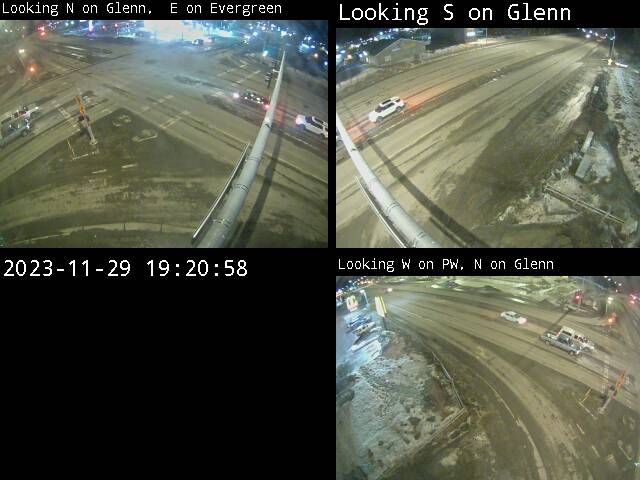 Looking N on Glenn,  E on Evergreen
Looking S on Glenn
2023-11-29 19:20:58
Looking W on PW, N on Glenn